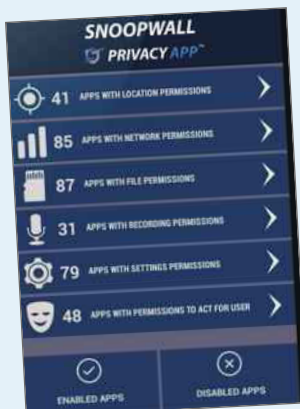 SNOOPWALL
PRIVACY APP™
41 APPS WITH LOCATION PERMISSIONS
85 APPS WITH NETWORK PERMISSIONS
87 APPS WITH FILE PERMISSIONS
31 APPS WITH RECORDING PERMISSIONS
79 APPS WITH SETTINGS PERMISSIONS
48 APPS WITH PERMISSIONS TO ACT FOR USER
ENABLED APPS
DISABLED APPS